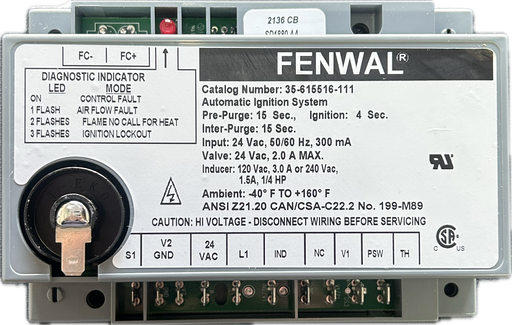 2136 CB
FC- FC+
FENWAL®
DIAGNOSTIC INDICATOR
LED MODE
ON CONTROL FAULT
1 FLASH AIR FLOW FAULT
2 FLASHES FLAME NO CALL FOR HEAT
3 FLASHES IGNITION LOCKOUT
Catalog Number: 35-615516-111
Automatic Ignition System
Pre-Purge: 15 Sec., Ignition: 4 Sec.
Inter-Purge: 15 Sec.
Input: 24 Vac, 50/60 Hz, 300 mA
Valve: 24 Vac, 2.0 A MAX.
Inducer: 120 Vac, 3.0 A or 240 Vac,
1.5A, 1/4 HP
Ambient: -40° F TO +160° F
ANSI Z21.20 CAN/CSA-C22.2 No. 199-M89
CAUTION: HI VOLTAGE - DISCONNECT WIRING BEFORE SERVICING
S1 V2 GND 24 VAC L1 IND NC V1 PSW TH